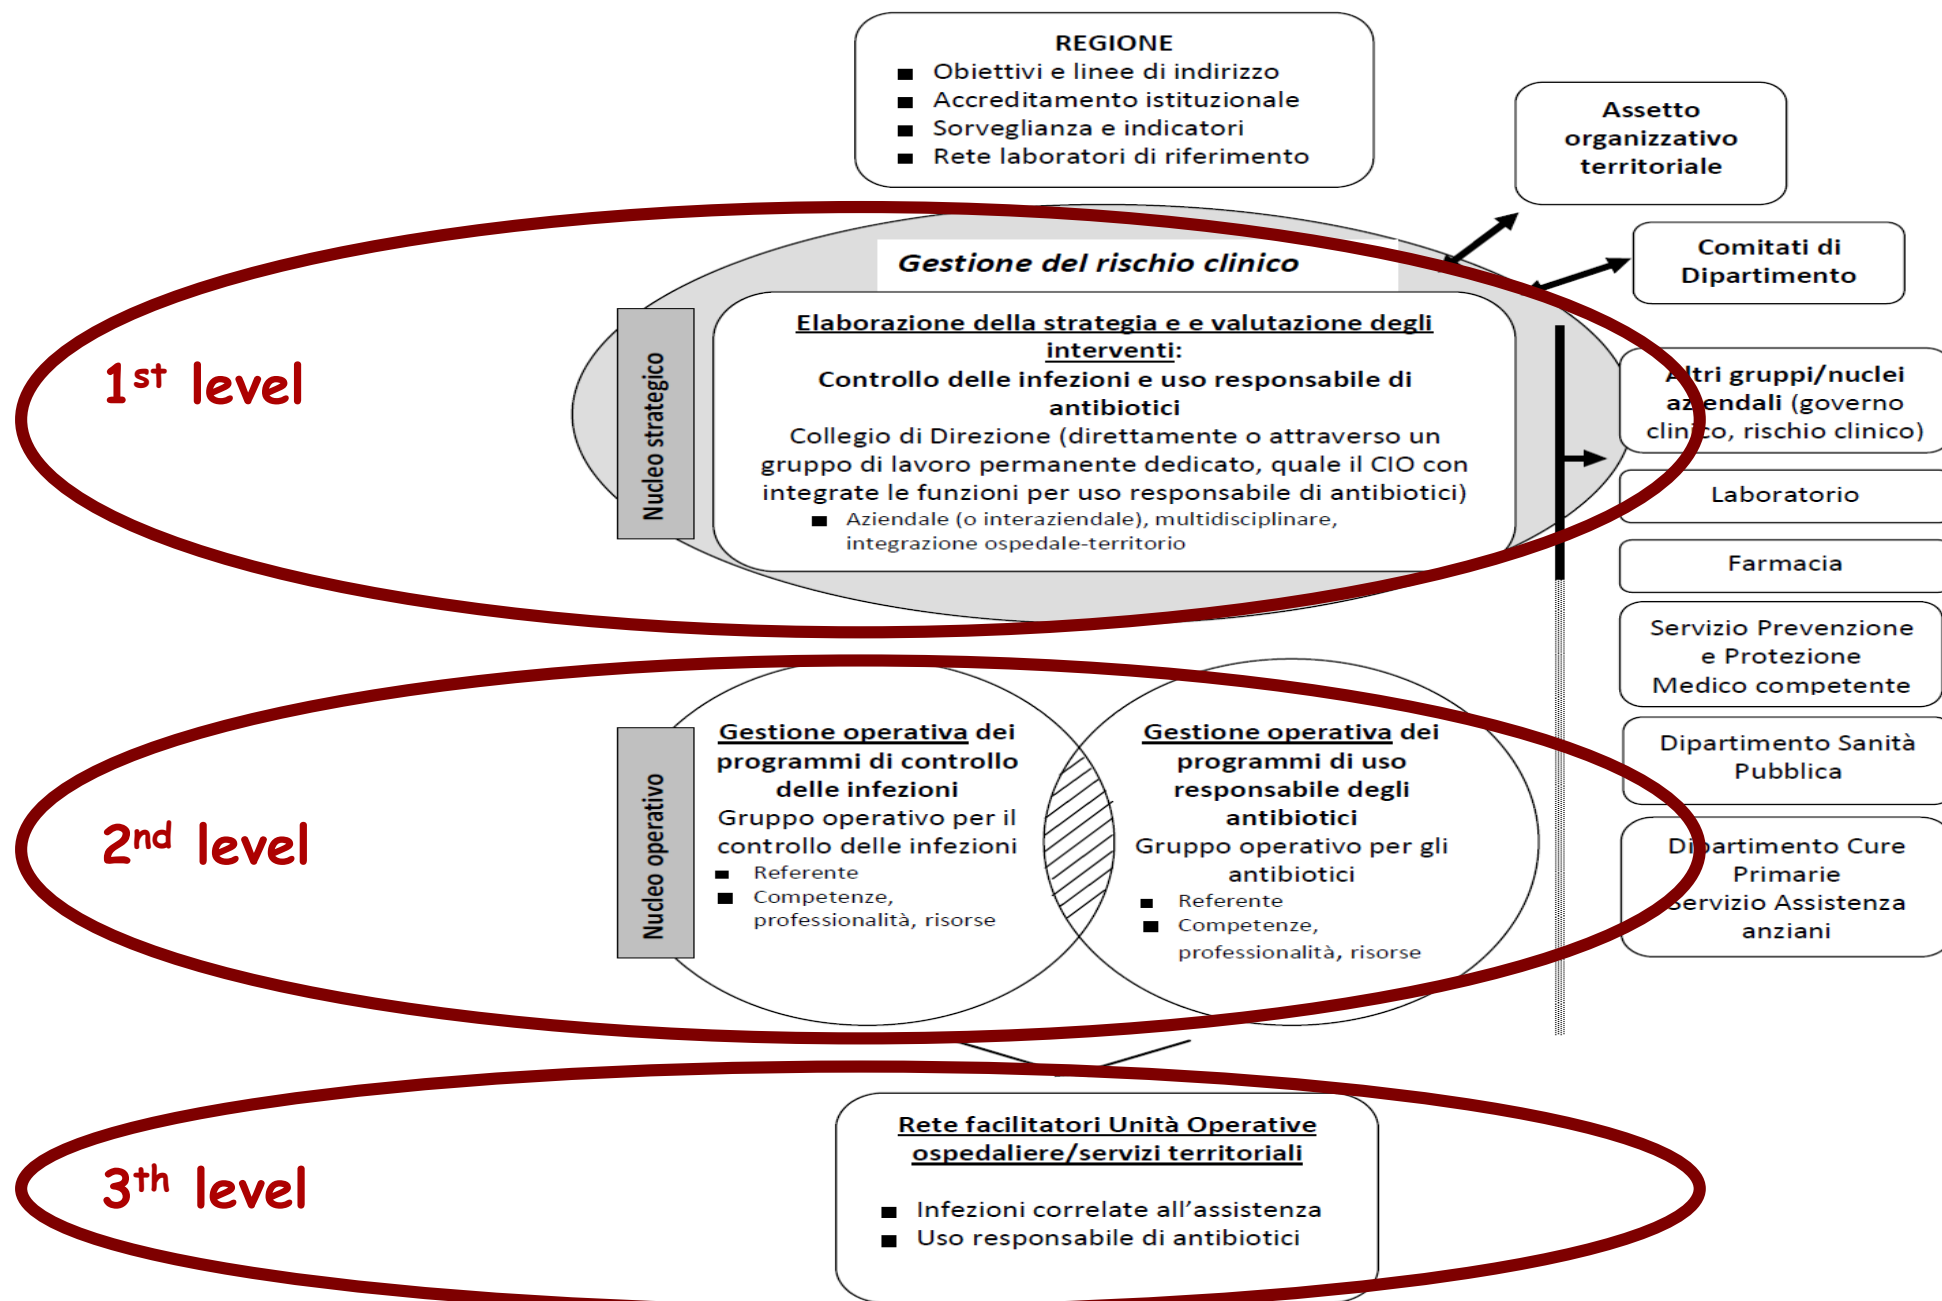 REGIONE
■ Obiettivi e linee di indirizzo
■ Accreditamento istituzionale
■ Sorveglianza e indicatori
■ Rete laboratori di riferimento
Assetto
organizzativo
territoriale
Comitati di
Dipartimento
1st level
Gestione del rischio clinico
Nucleo strategico
Elaborazione della strategia e e valutazione degli
interventi:
Controllo delle infezioni e uso responsabile di
antibiotici
Collegio di Direzione (direttamente o attraverso un
gruppo di lavoro permanente dedicato, quale il CIO con
integrate le funzioni per uso responsabile di antibiotici)
■ Aziendale (o interaziendale), multidisciplinare,
integrazione ospedale-territorio
Altri gruppi/nuclei
aziendali (governo
clinico, rischio clinico)
Laboratorio
Farmacia
Servizio Prevenzione
e Protezione
Medico competente
Dipartimento Sanità
Pubblica
Dipartimento Cure
Primarie
Servizio Assistenza
anziani
2nd level
Nucleo operativo
Gestione operativa dei
programmi di controllo
delle infezioni
Gruppo operativo per il
controllo delle infezioni
■ Referente
■ Competenze,
professionalità, risorse
Gestione operativa dei
programmi di uso
responsabile degli
antibiotici
Gruppo operativo per gli
antibiotici
■ Referente
■ Competenze,
professionalità, risorse
3th level
Rete facilitatori Unità Operative
ospedaliere/servizi territoriali
■ Infezioni correlate all'assistenza
■ Uso responsabile di antibiotici